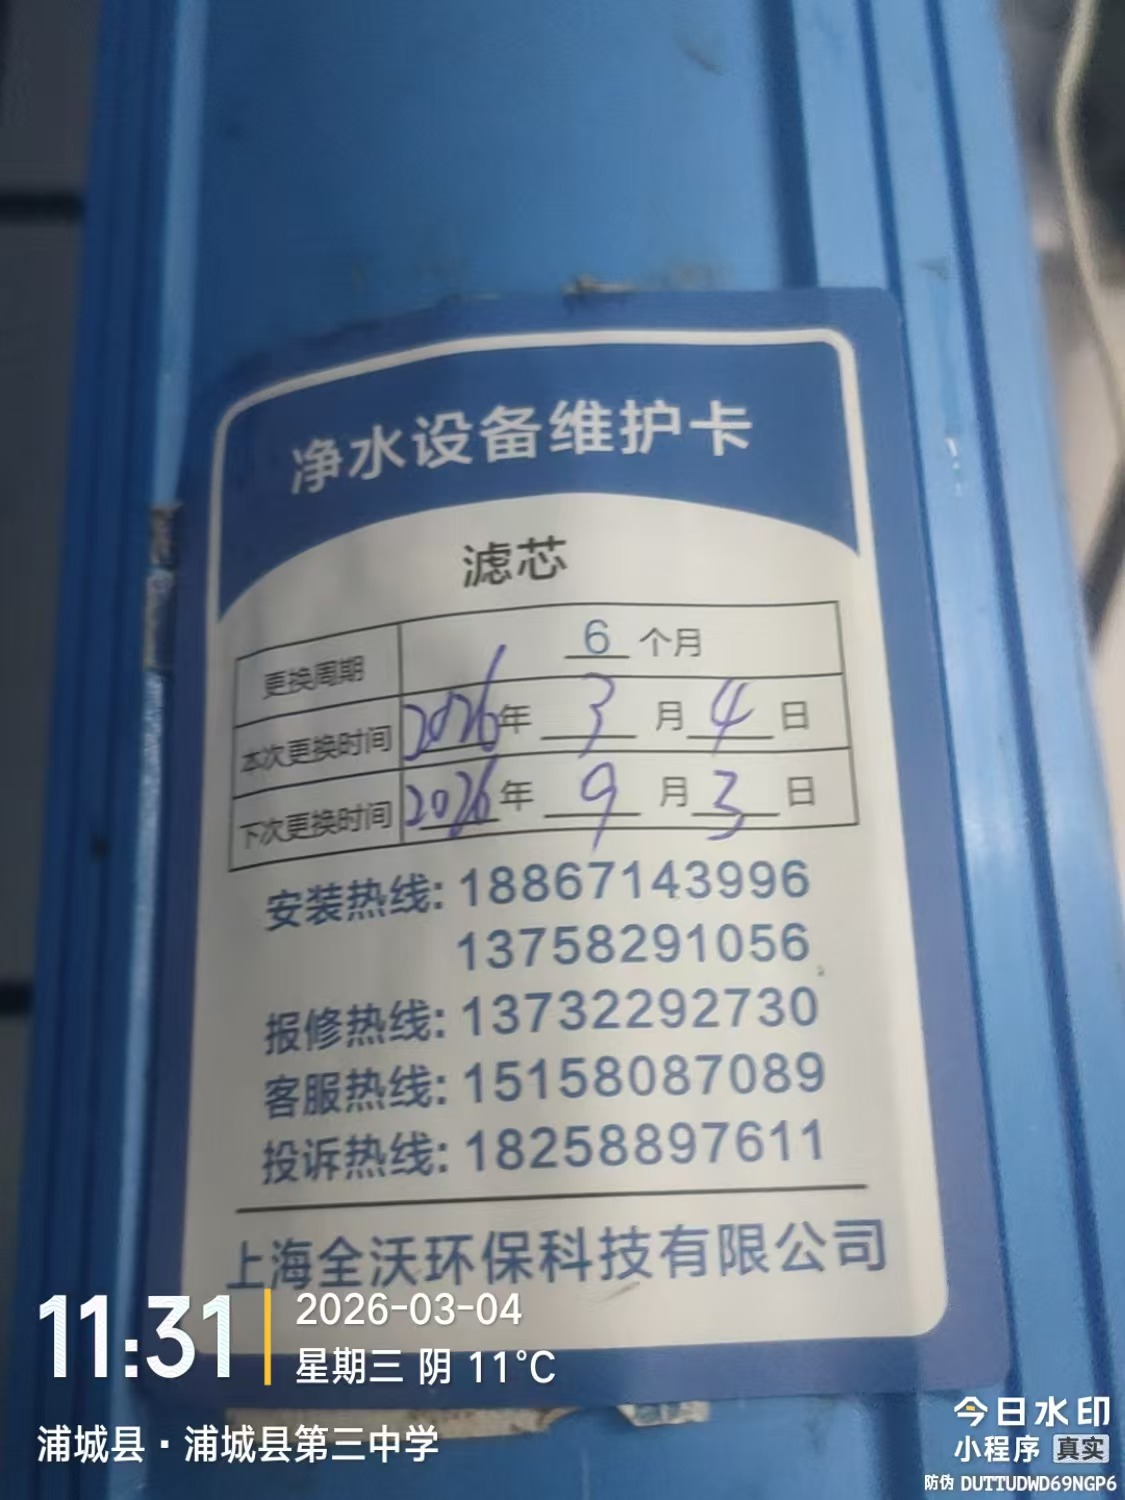 净水设备维护卡
滤芯
更换周期 6 个月
本次更换时间 2026年 3 月 4 日
下次更换时间 2026年 9 月 3 日
安装热线: 18867143996
13758291056
报修热线: 13732292730
客服热线: 15158087089
投诉热线: 18258897611
上海全沃环保科技有限公司
11:31
2026-03-04
星期三 阴 11°C
浦城县·浦城县第三中学
今日水印
小程序 真实
防伪 DUTTUDWD69NGP6